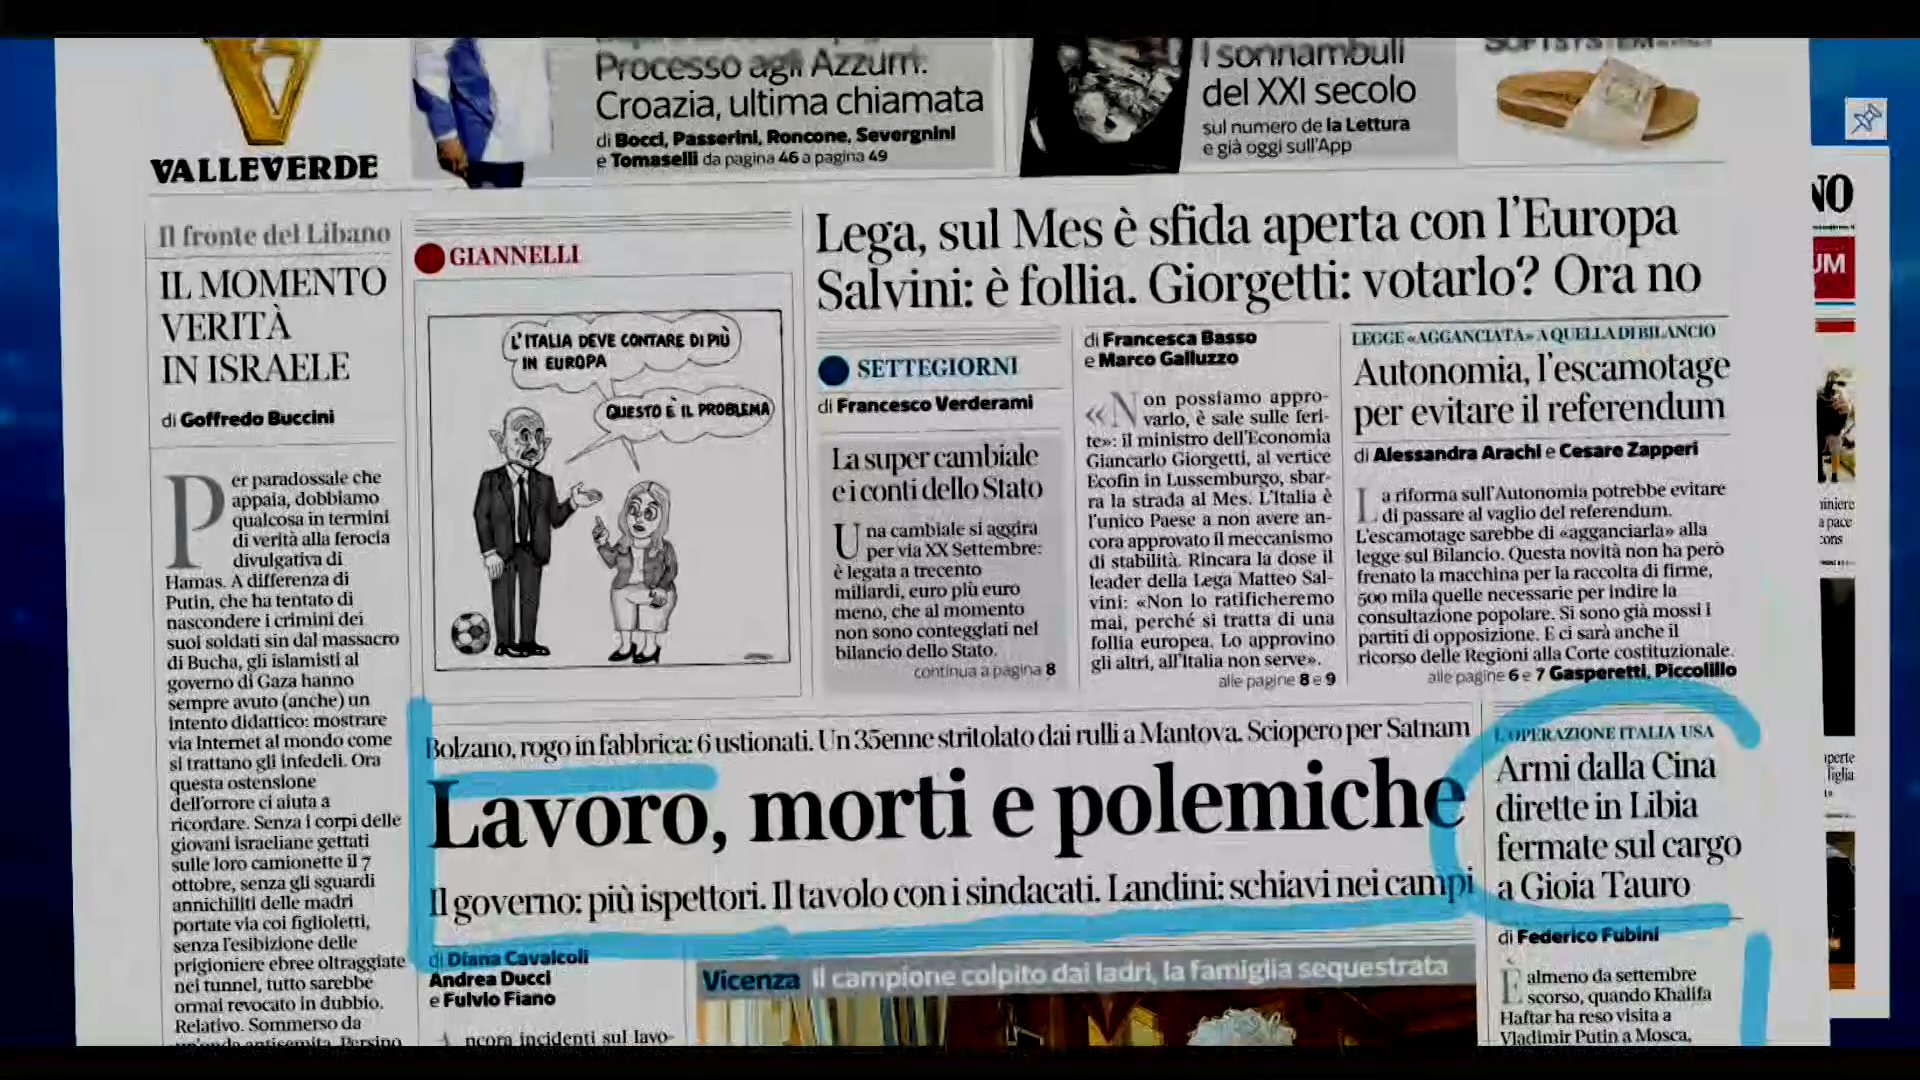 VALLEVERDE
Processo agli Azzurri.
Croazia, ultima chiamata
di Bocci, Passerini, Roncone, Severgnini
e Tomaselli da pagina 46 a pagina 49
I sonnambuli
del XXI secolo
sul numero de la Lettura
e già oggi sull'App
Il fronte del Libano
IL MOMENTO
VERITÀ
IN ISRAELE
di Goffredo Buccini
Per paradossale che
appaia, dobbiamo
qualcosa in termini
di verità alla ferocia
divulgativa di
Hamas. A differenza di
Putin, che ha tentato di
nascondere i crimini dei
suoi soldati sin dal massacro
di Bucha, gli islamisti al
governo di Gaza hanno
sempre avuto (anche) un
intento didattico: mostrare
via Internet al mondo come
si trattano gli infedeli. Ora
questa ostensione
dell'orrore ci aiuta a
ricordare. Senza i corpi delle
giovani israeliane gettati
sulle loro camionette il 7
ottobre, senza gli sguardi
annichiliti delle madri
portate via coi figlioletti,
senza l'esibizione delle
prigioniere ebree oltraggiate
nei tunnel, tutto sarebbe
ormai revocato in dubbio.
Relativo. Sommerso da
GIANNELLI
L'ITALIA DEVE CONTARE DI PIÙ
IN EUROPA
QUESTO È IL PROBLEMA
Lega, sul Mes è sfida aperta con l'Europa
Salvini: è follia. Giorgetti: votarlo? Ora no
SETTEGIORNI
di Francesco Verderami
La super cambiale
e i conti dello Stato
Una cambiale si aggira
per via XX Settembre:
è legata a trecento
miliardi, euro più euro
meno, che al momento
non sono conteggiati nel
bilancio dello Stato.
continua a pagina 8
di Francesca Basso
e Marco Galluzzo
«Non possiamo appro-
varlo, è sale sulle feri-
te»: il ministro dell'Economia
Giancarlo Giorgetti, al vertice
Ecofin in Lussemburgo, sbar-
ra la strada al Mes. L'Italia è
l'unico Paese a non avere an-
cora approvato il meccanismo
di stabilità. Rincara la dose il
leader della Lega Matteo Sal-
vini: «Non lo ratificheremo
mai, perché si tratta di una
follia europea. Lo approvino
gli altri, all'Italia non serve».
alle pagine 8 e 9
LEGGE «AGGANCIATA» A QUELLA DI BILANCIO
Autonomia, l'escamotage
per evitare il referendum
di Alessandra Arachi e Cesare Zapperi
La riforma sull'Autonomia potrebbe evitare
di passare al vaglio del referendum.
L'escamotage sarebbe di «agganciarla» alla
legge sul Bilancio. Questa novità non ha però
frenato la macchina per la raccolta di firme,
500 mila quelle necessarie per indire la
consultazione popolare. Si sono già mossi i
partiti di opposizione. E ci sarà anche il
ricorso delle Regioni alla Corte costituzionale.
alle pagine 6 e 7 Gasperetti, Piccolillo
Bolzano, rogo in fabbrica: 6 ustionati. Un 35enne stritolato dai rulli a Mantova. Sciopero per Satnam
Lavoro, morti e polemiche
Il governo: più ispettori. Il tavolo con i sindacati. Landini: schiavi nei campi
di Diana Cavalcoli
Andrea Ducci
e Fulvio Fiano
Ancora incidenti sul lavo-
Vicenza Il campione colpito dai ladri, la famiglia sequestrata
L'OPERAZIONE ITALIA-USA
Armi dalla Cina
dirette in Libia
fermate sul cargo
a Gioia Tauro
di Federico Fubini
È almeno da settembre
scorso, quando Khalifa
Haftar ha reso visita a
Vladimir Putin a Mosca,
NO
UM